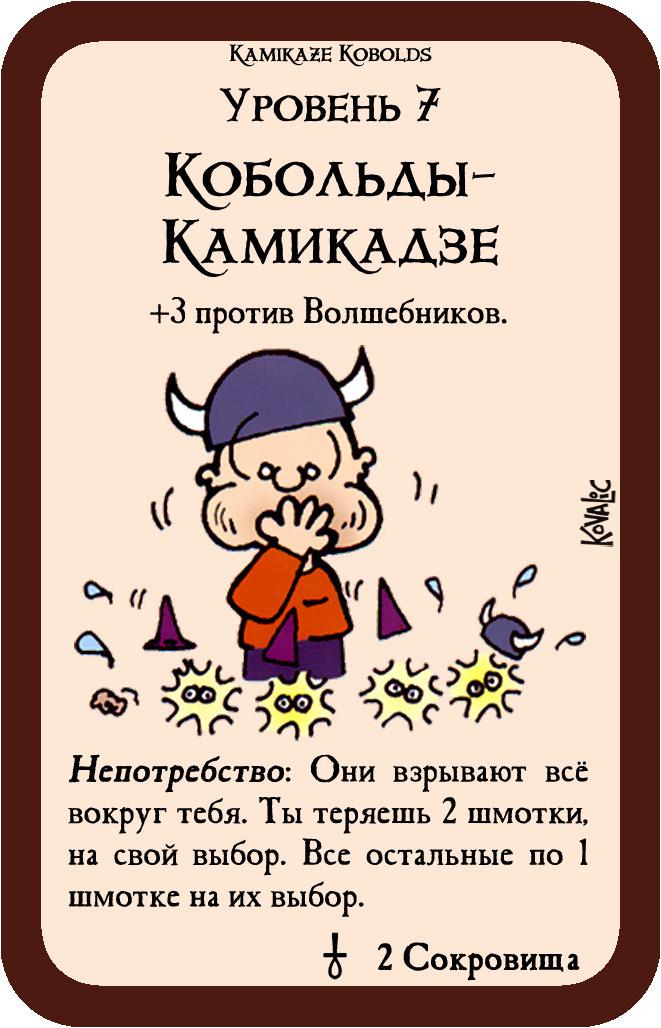 Kamikaze Kobolds
Уровень 7
Кобольды-
Камикадзе
+3 против Волшебников.
Kovalic
Непотребство: Они взрывают всё
вокруг тебя. Ты теряешь 2 шмотки,
на свой выбор. Все остальные по 1
шмотке на их выбор.
2 Сокровища